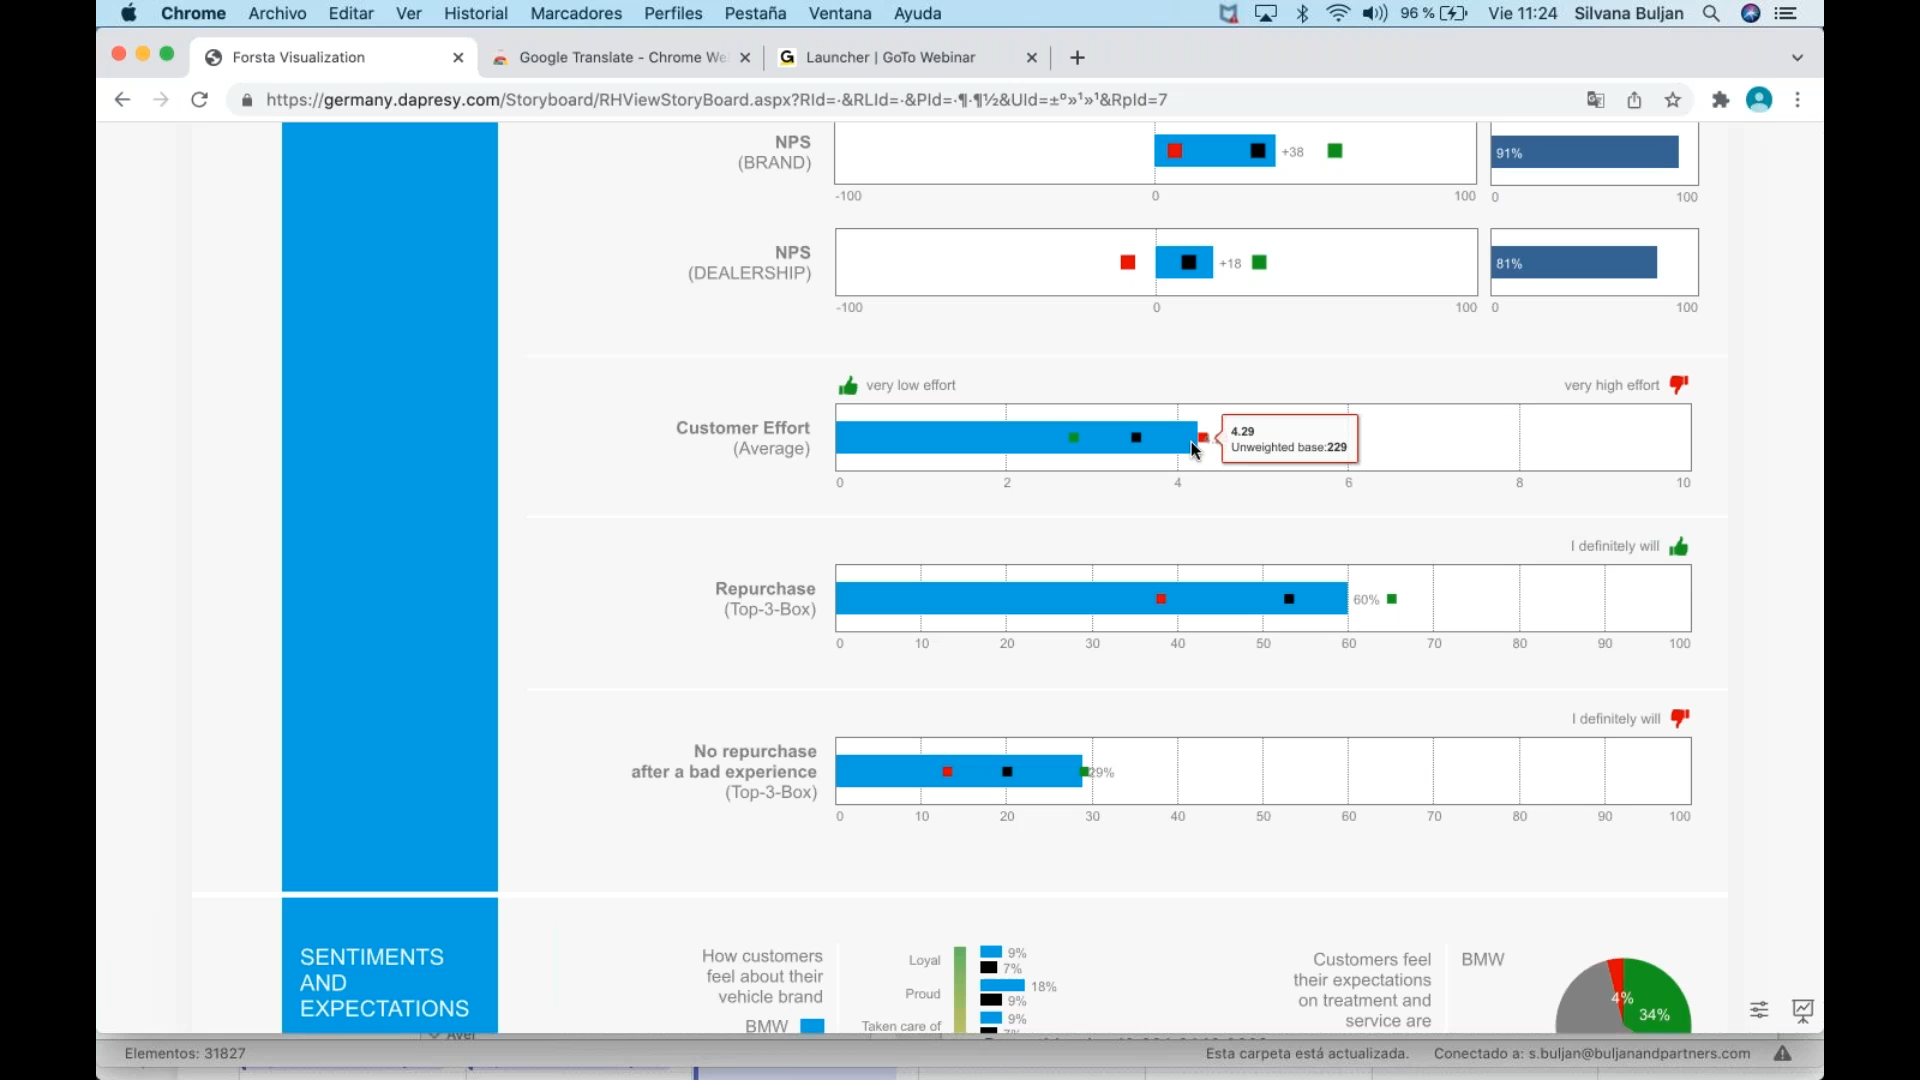 Chrome Archivo Editar Ver Historial Marcadores Perfiles Pestaña Ventana Ayuda 96 % Vie 11:24 Silvana Buljan
Forsta Visualization Google Translate - Chrome We Launcher | GoTo Webinar
https://germany.dapresy.com/Storyboard/RHViewStoryBoard.aspx?RId=·&RLId=·&PId=·¶·¶½&UId=±º»¹»¹&RpId=7
NPS
(BRAND)
+38
91%
-100 0 100 0 100
NPS
(DEALERSHIP)
+18
81%
-100 0 100 0 100
very low effort very high effort
Customer Effort
(Average)
4.29
Unweighted base:229
0 2 4 6 8 10
I definitely will
Repurchase
(Top-3-Box)
60%
0 10 20 30 40 50 60 70 80 90 100
I definitely will
No repurchase
after a bad experience
(Top-3-Box)
29%
0 10 20 30 40 50 60 70 80 90 100
SENTIMENTS
AND
EXPECTATIONS
How customers
feel about their
vehicle brand
BMW
Loyal 9%
7%
Proud 18%
9%
Taken care of 9%
7%
Customers feel
their expectations
on treatment and
service are
BMW
4%
34%
Elementos: 31827 Esta carpeta está actualizada. Conectado a: s.buljan@buljanandpartners.com